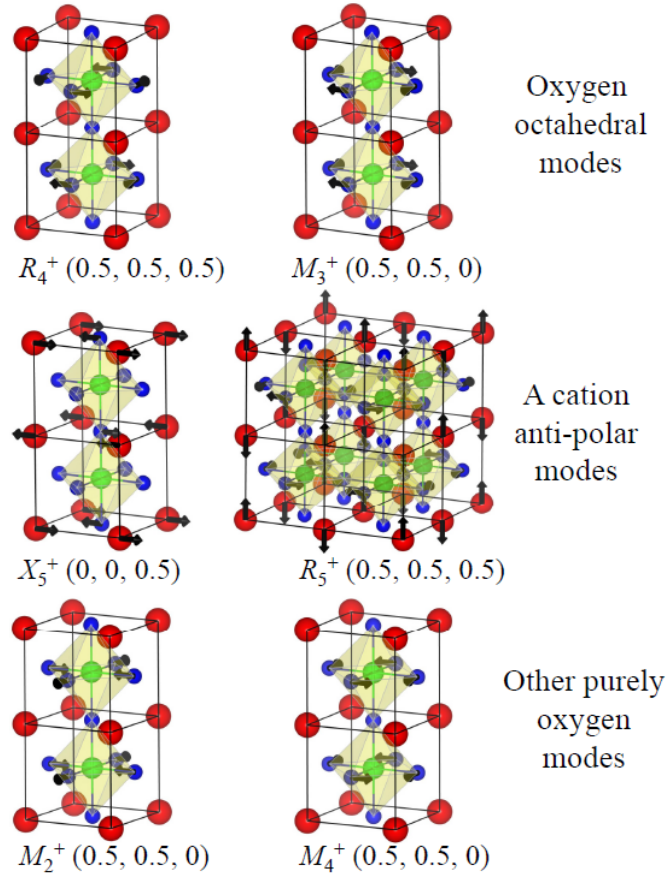 Oxygen
octahedral
modes
R₄⁺ (0.5, 0.5, 0.5)
M₃⁺ (0.5, 0.5, 0)
A cation
anti-polar
modes
X₅⁺ (0, 0, 0.5)
R₅⁺ (0.5, 0.5, 0.5)
Other purely
oxygen
modes
M₂⁺ (0.5, 0.5, 0)
M₄⁺ (0.5, 0.5, 0)